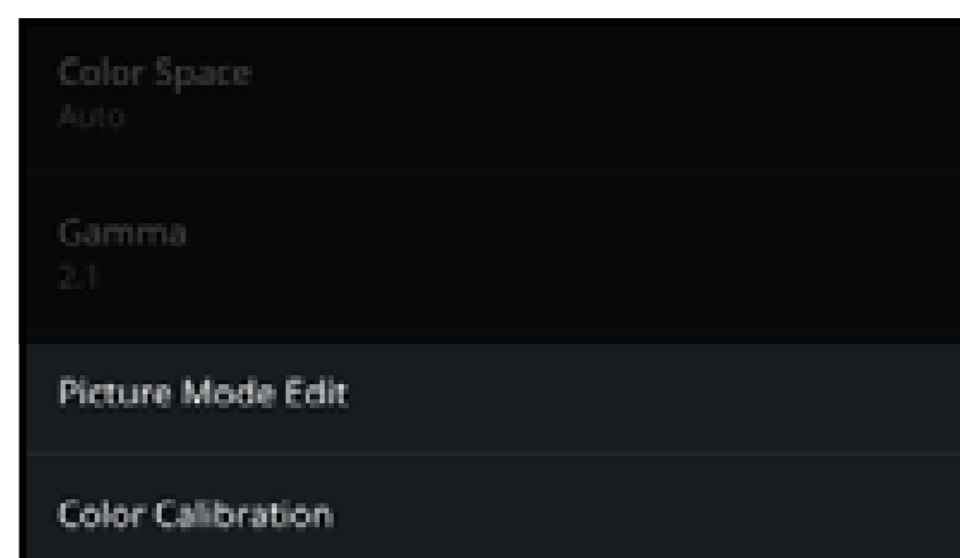 Color Space
Auto
Gamma
2.1
Picture Mode Edit
Color Calibration